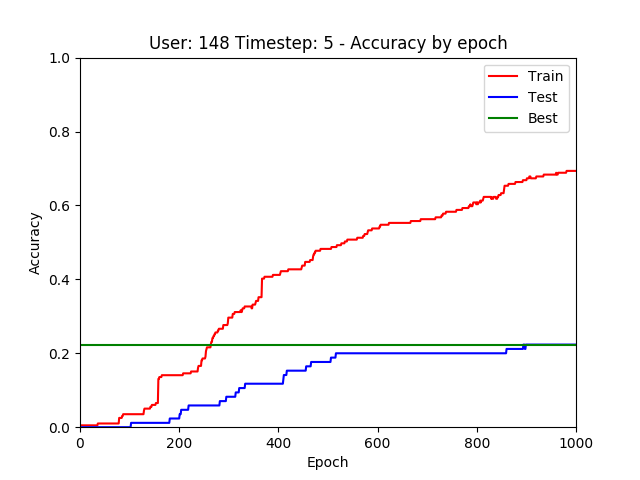 User: 148 Timestep: 5 - Accuracy by epoch
1.0
0.8
0.6
0.4
0.2
0.0
Accuracy
Train
Test
Best
0 200 400 600 800 1000
Epoch